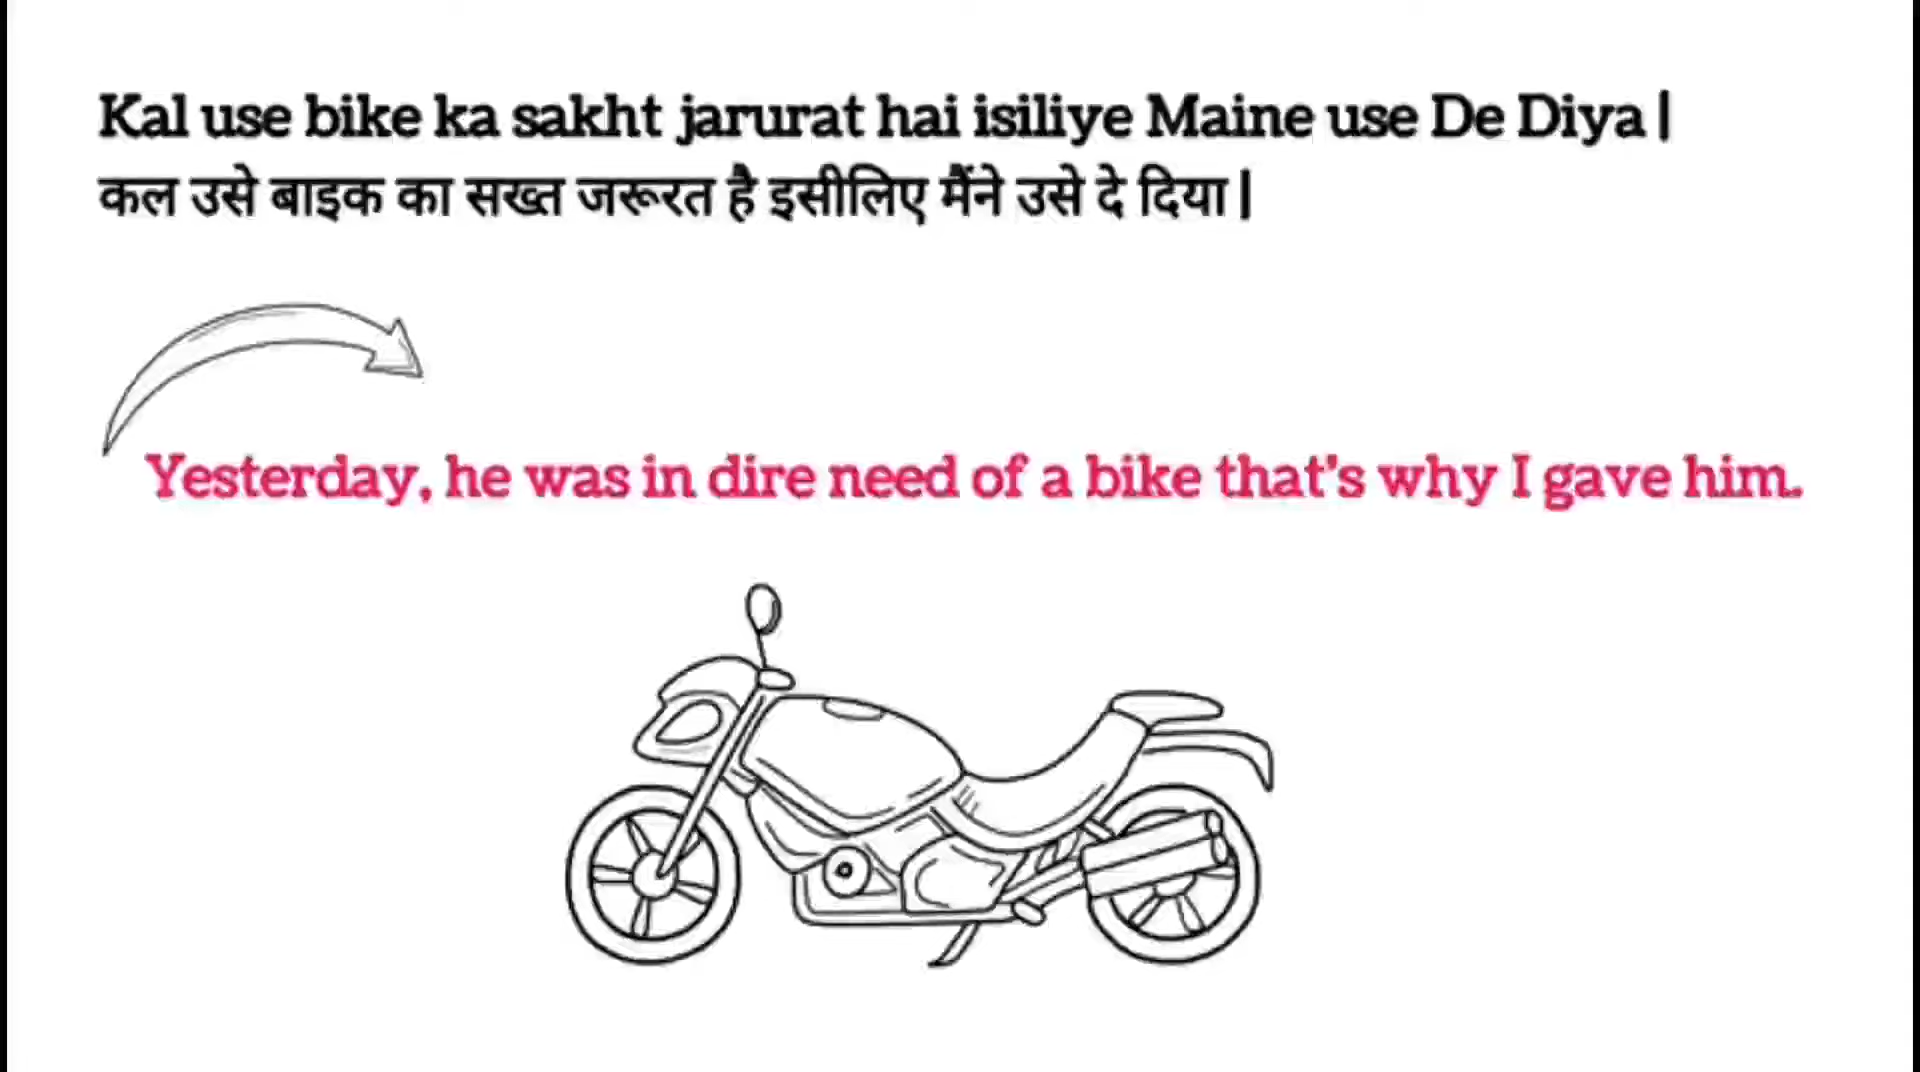 Kal use bike ka sakht jarurat hai isiliye Maine use De Diya |
कल उसे बाइक का सख्त जरूरत है इसीलिए मैंने उसे दे दिया |
Yesterday, he was in dire need of a bike that's why I gave him.